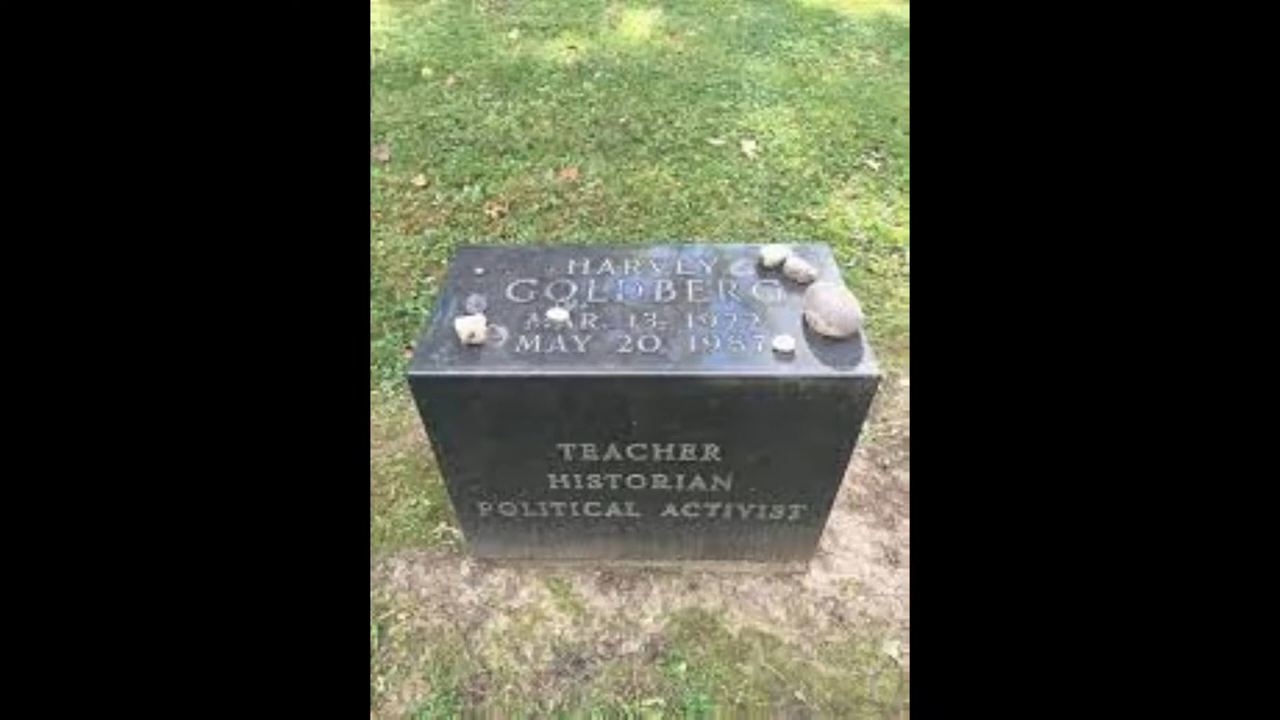 HARVEY
GOLDBERG
MAR. 13, 1922
MAY 20, 1987
TEACHER
HISTORIAN
POLITICAL ACTIVIST